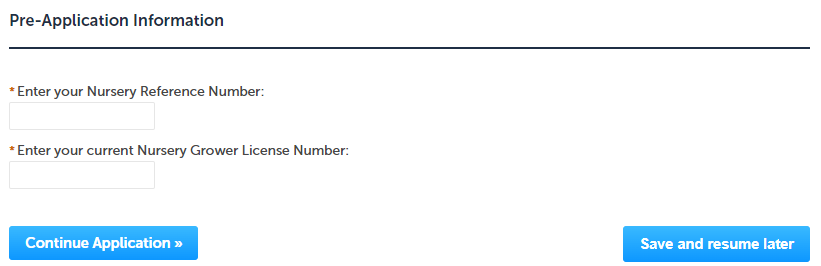 Pre-Application Information
* Enter your Nursery Reference Number:
* Enter your current Nursery Grower License Number:
Continue Application »
Save and resume later